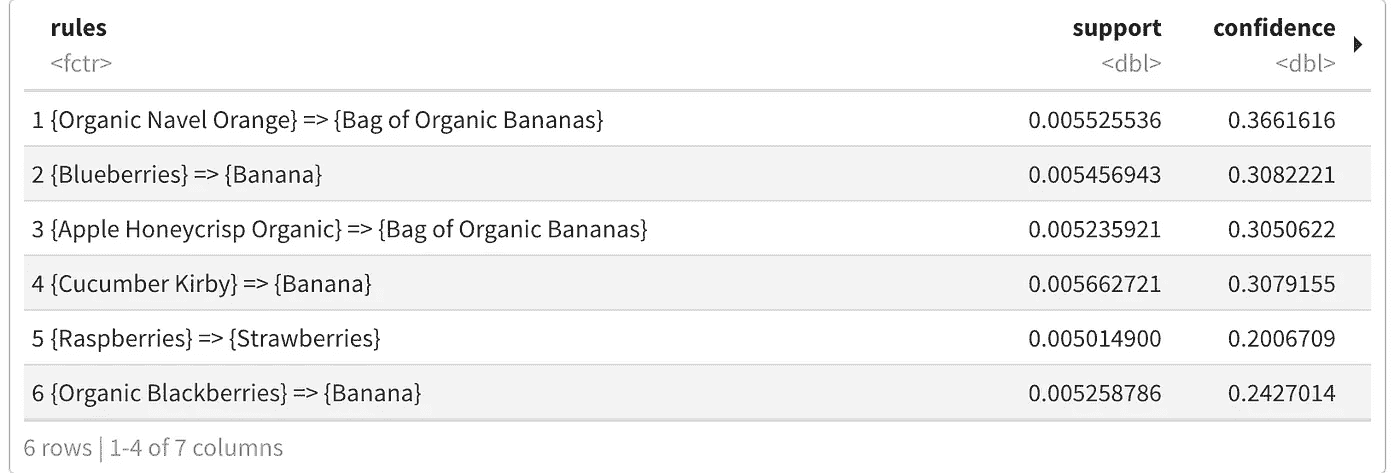 rules support confidence
<fctr> <dbl> <dbl>
1 {Organic Navel Orange} => {Bag of Organic Bananas} 0.005525536 0.3661616
2 {Blueberries} => {Banana} 0.005456943 0.3082221
3 {Apple Honeycrisp Organic} => {Bag of Organic Bananas} 0.005235921 0.3050622
4 {Cucumber Kirby} => {Banana} 0.005662721 0.3079155
5 {Raspberries} => {Strawberries} 0.005014900 0.2006709
6 {Organic Blackberries} => {Banana} 0.005258786 0.2427014
6 rows | 1-4 of 7 columns